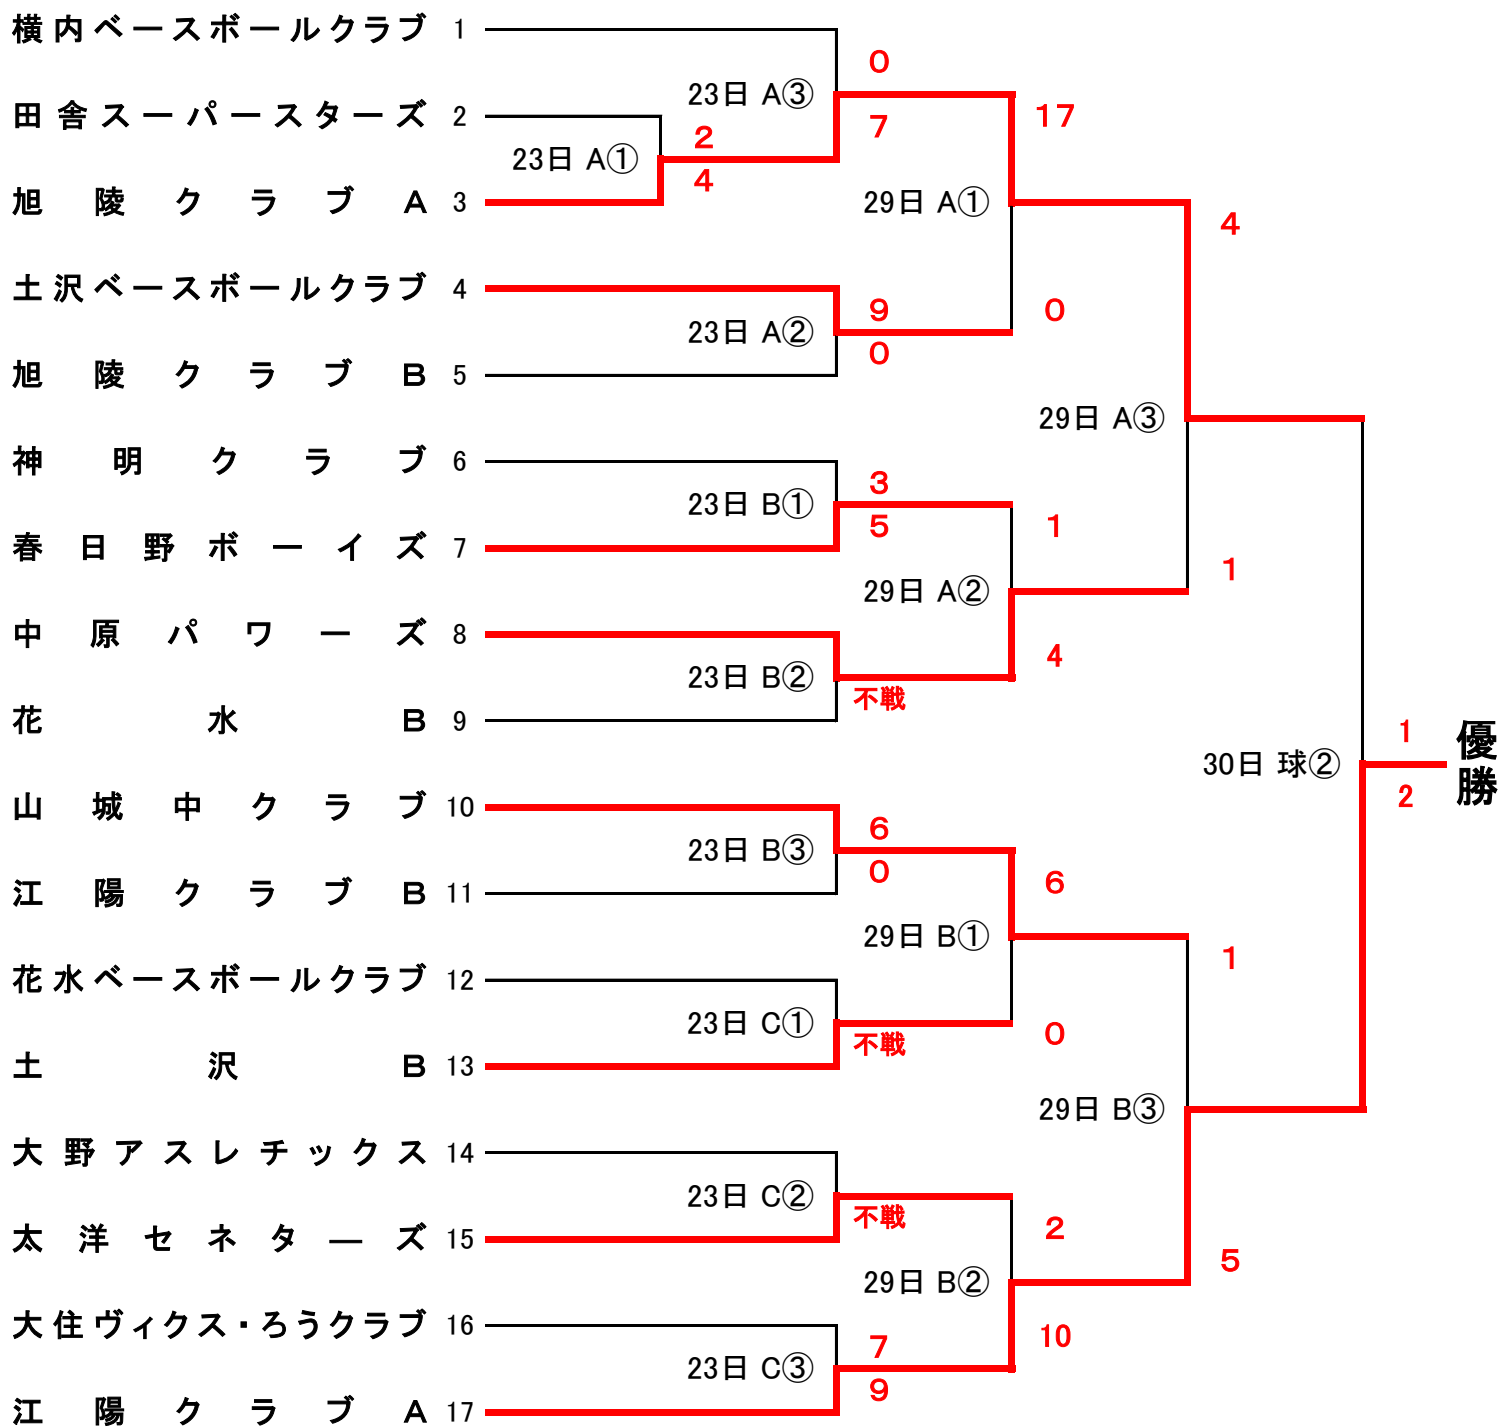 横内ベースボールクラブ 1
0
23日 A③
田舎スーパースターズ 2
7
17
2
23日 A①
4
旭陵クラブA 3
29日 A①
4
土沢ベースボールクラブ 4
9
0
23日 A②
0
旭陵クラブB 5
29日 A③
神明クラブ 6
3
23日 B①
5
1
春日野ボーイズ 7
1
29日 A②
中原パワーズ 8
4
23日 B②
不戦
花水B 9
1
優勝
30日 球②
2
山城中クラブ 10
6
23日 B③
0
6
江陽クラブB 11
29日 B①
1
花水ベースボールクラブ 12
23日 C①
不戦
0
土沢B 13
29日 B③
大野アスレチックス 14
23日 C②
不戦
2
太洋セネターズ 15
5
29日 B②
大住ヴィクス・ろうクラブ 16
10
7
23日 C③
9
江陽クラブA 17